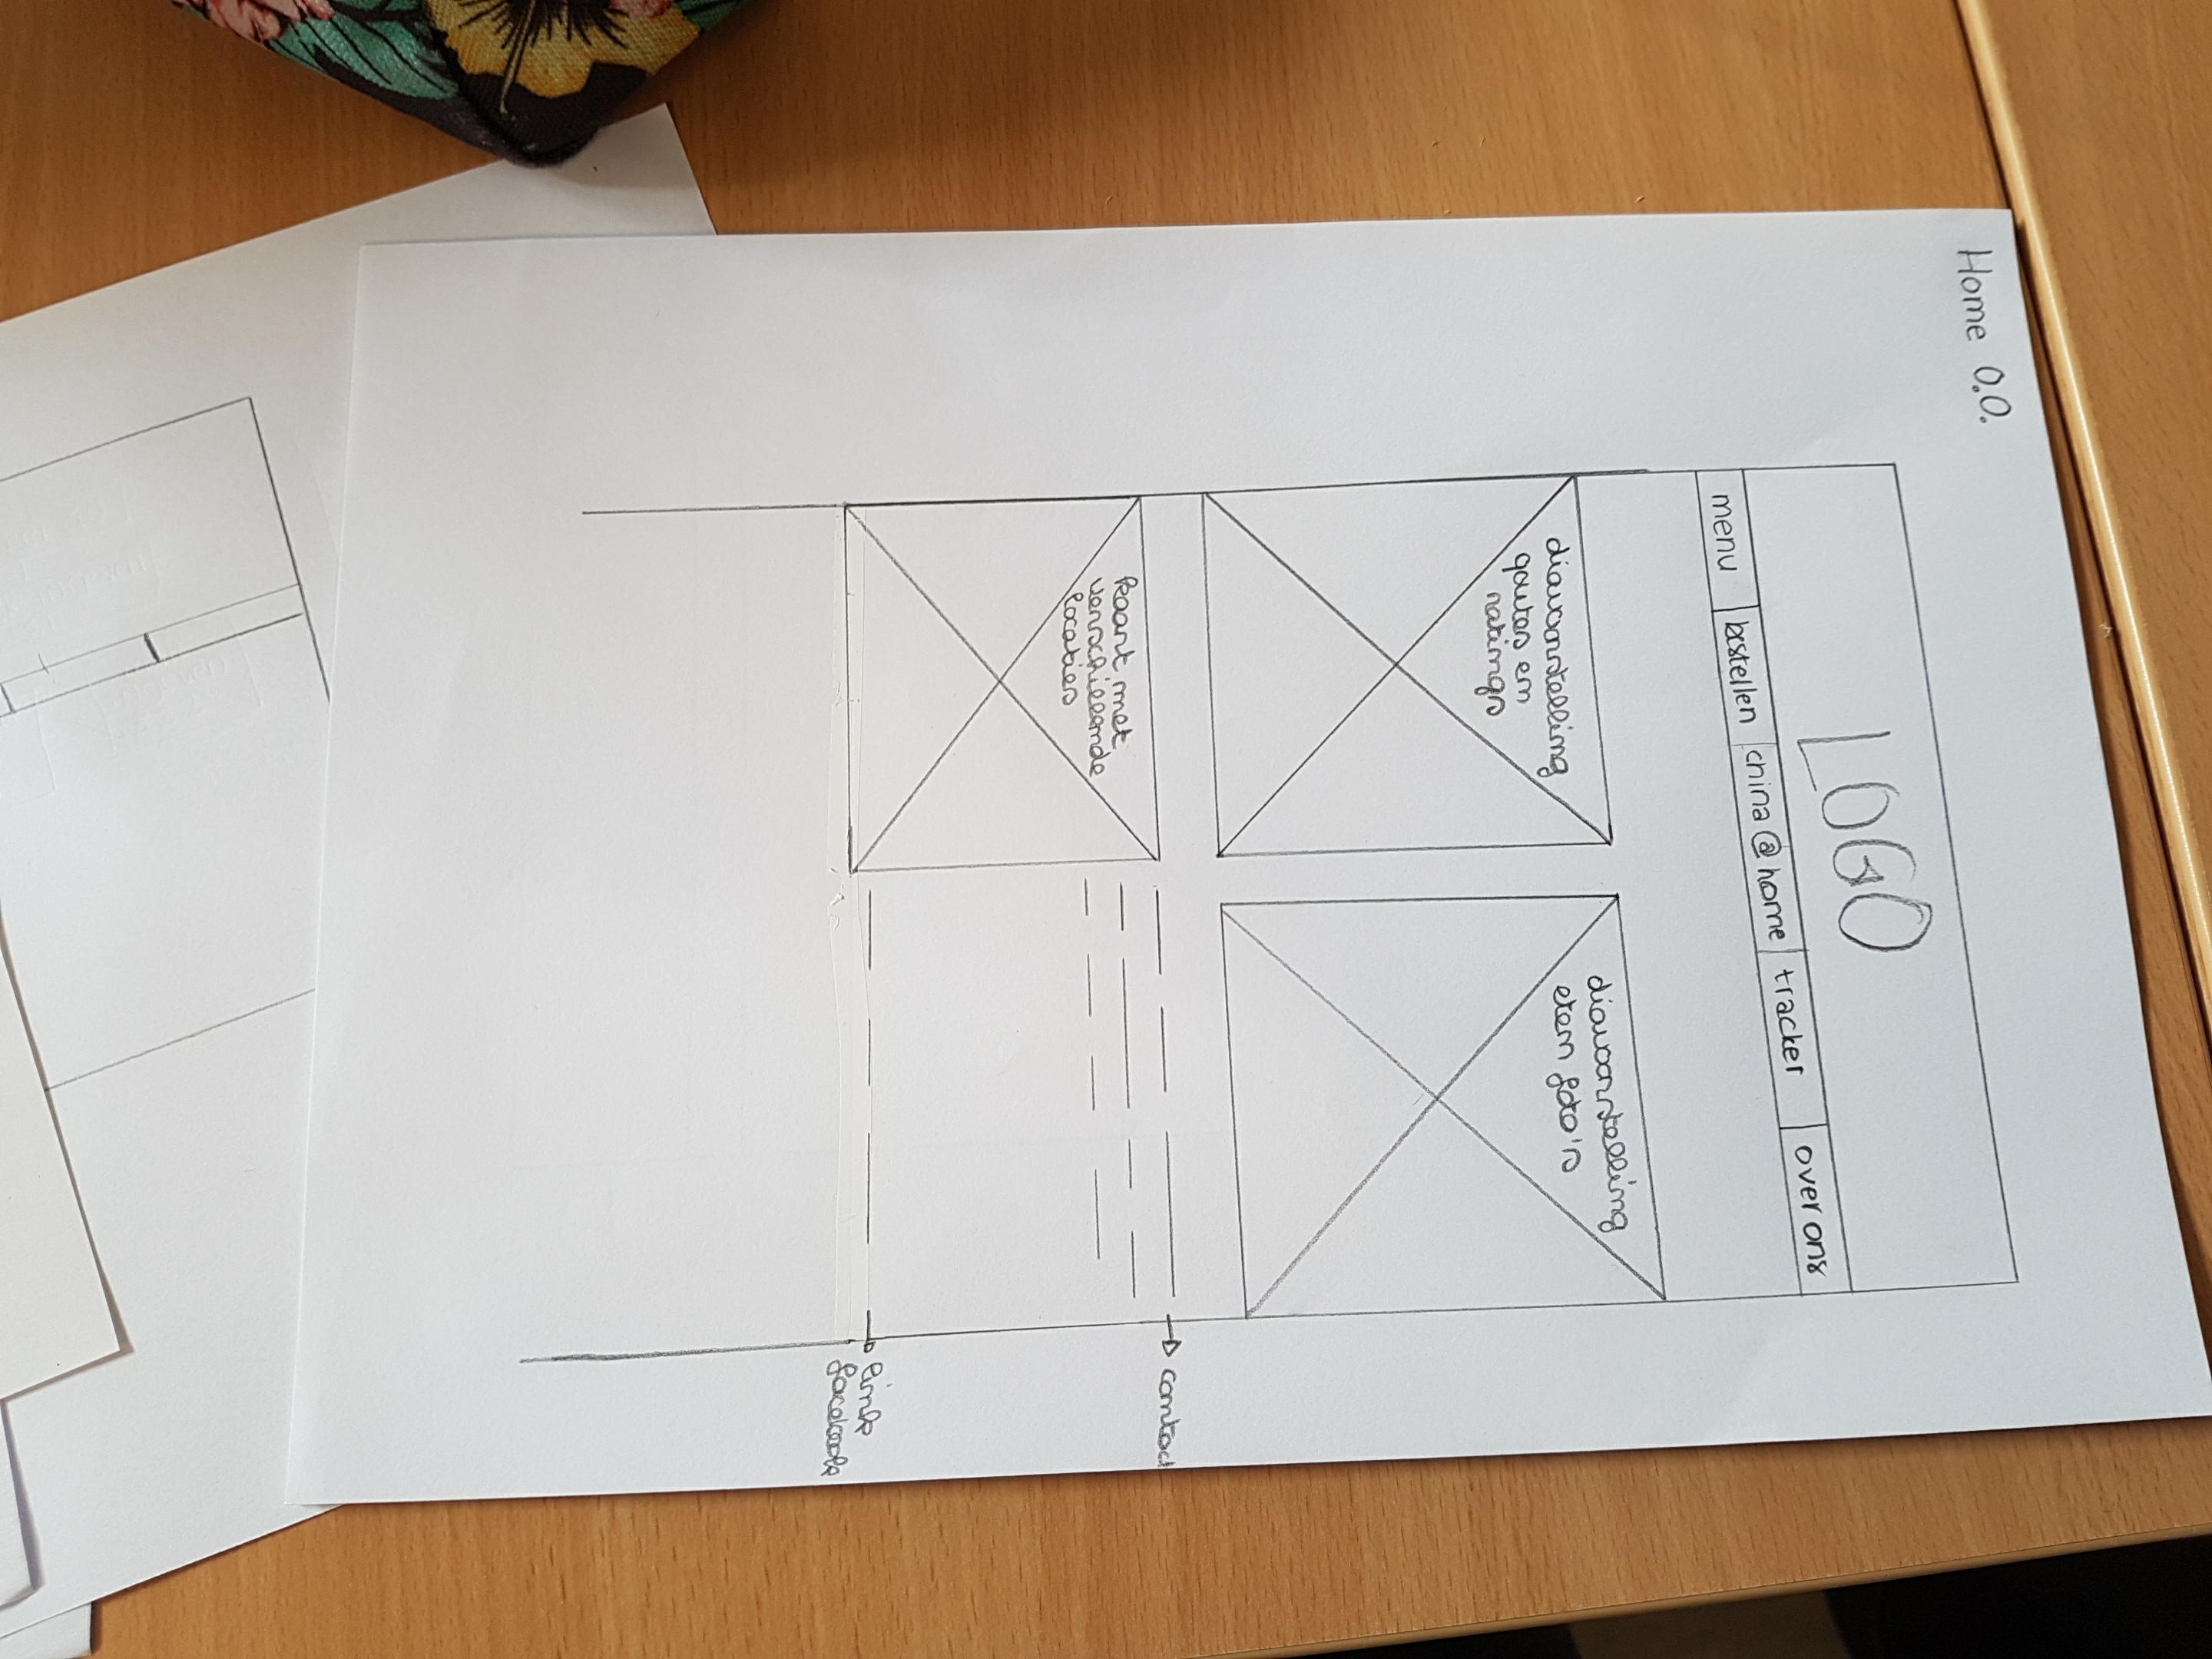 Home 0.0.
LOGO
menu
bestellen
china@home
tracker
over ons
diavoorstelling
quotes en
ratings
diavoorstelling
eten foto's
kaart met
verschillende
locaties
contact
link
facebook